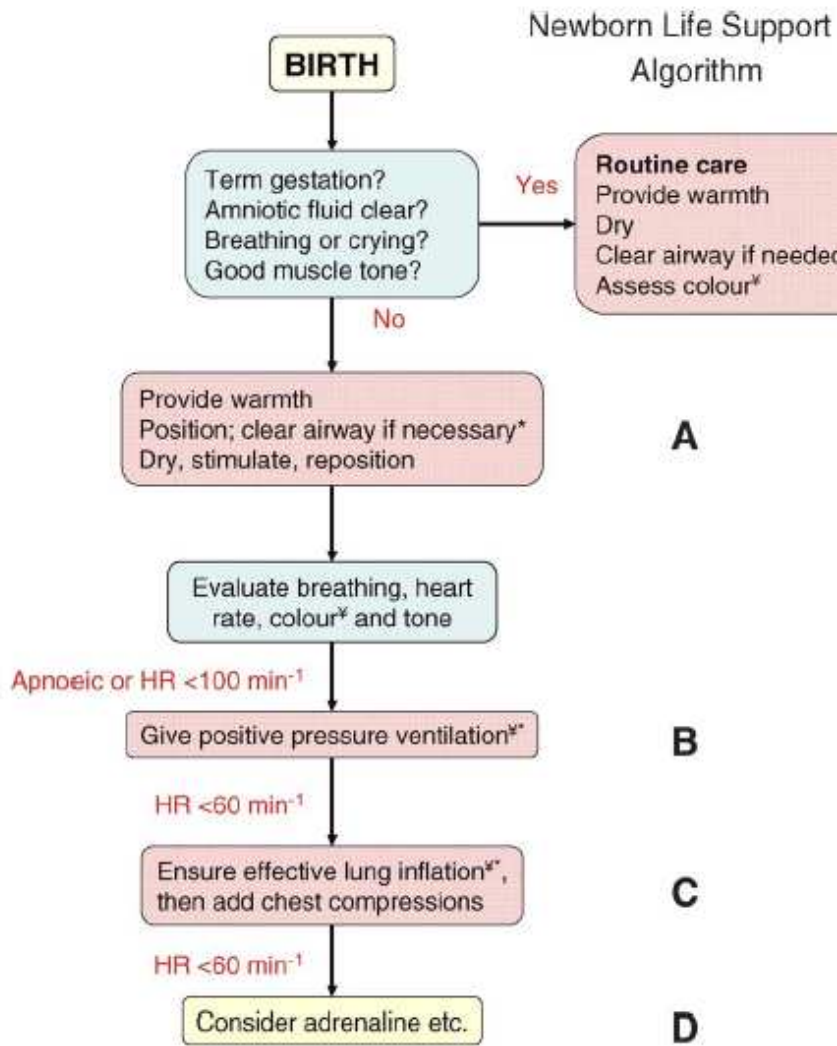 Newborn Life Support
Algorithm
BIRTH
Term gestation?
Amniotic fluid clear?
Breathing or crying?
Good muscle tone?
Yes
Routine care
Provide warmth
Dry
Clear airway if needed
Assess colour¥
No
Provide warmth
Position; clear airway if necessary*
Dry, stimulate, reposition
A
Evaluate breathing, heart
rate, colour¥ and tone
Apnoeic or HR <100 min⁻¹
Give positive pressure ventilation¥*
B
HR <60 min⁻¹
Ensure effective lung inflation¥*,
then add chest compressions
C
HR <60 min⁻¹
Consider adrenaline etc.
D